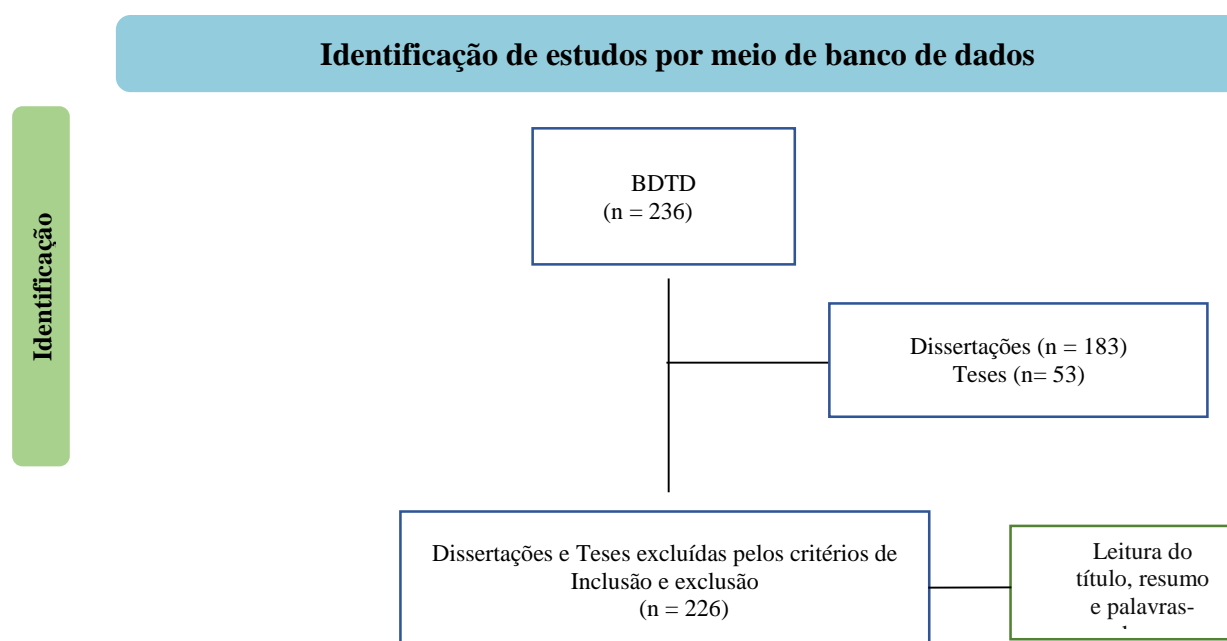 Identificação de estudos por meio de banco de dados
Identificação
BDTD
(n = 236)
Dissertações (n = 183)
Teses (n= 53)
Dissertações e Teses excluídas pelos critérios de
Inclusão e exclusão
(n = 226)
Leitura do
título, resumo
e palavras-